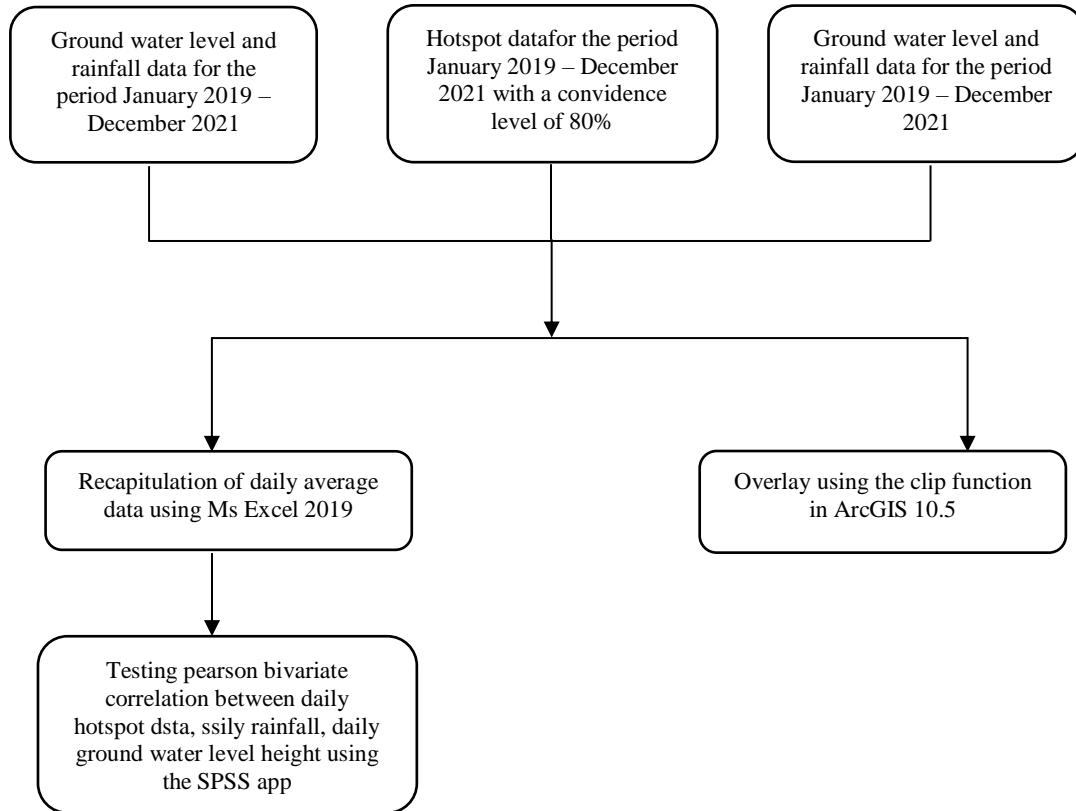 Ground water level and
rainfall data for the
period January 2019 –
December 2021
Hotspot datafor the period
January 2019 – December
2021 with a convidence
level of 80%
Ground water level and
rainfall data for the period
January 2019 – December
2021
Recapitulation of daily average
data using Ms Excel 2019
Overlay using the clip function
in ArcGIS 10.5
Testing pearson bivariate
correlation between daily
hotspot dsta, ssily rainfall, daily
ground water level height using
the SPSS app